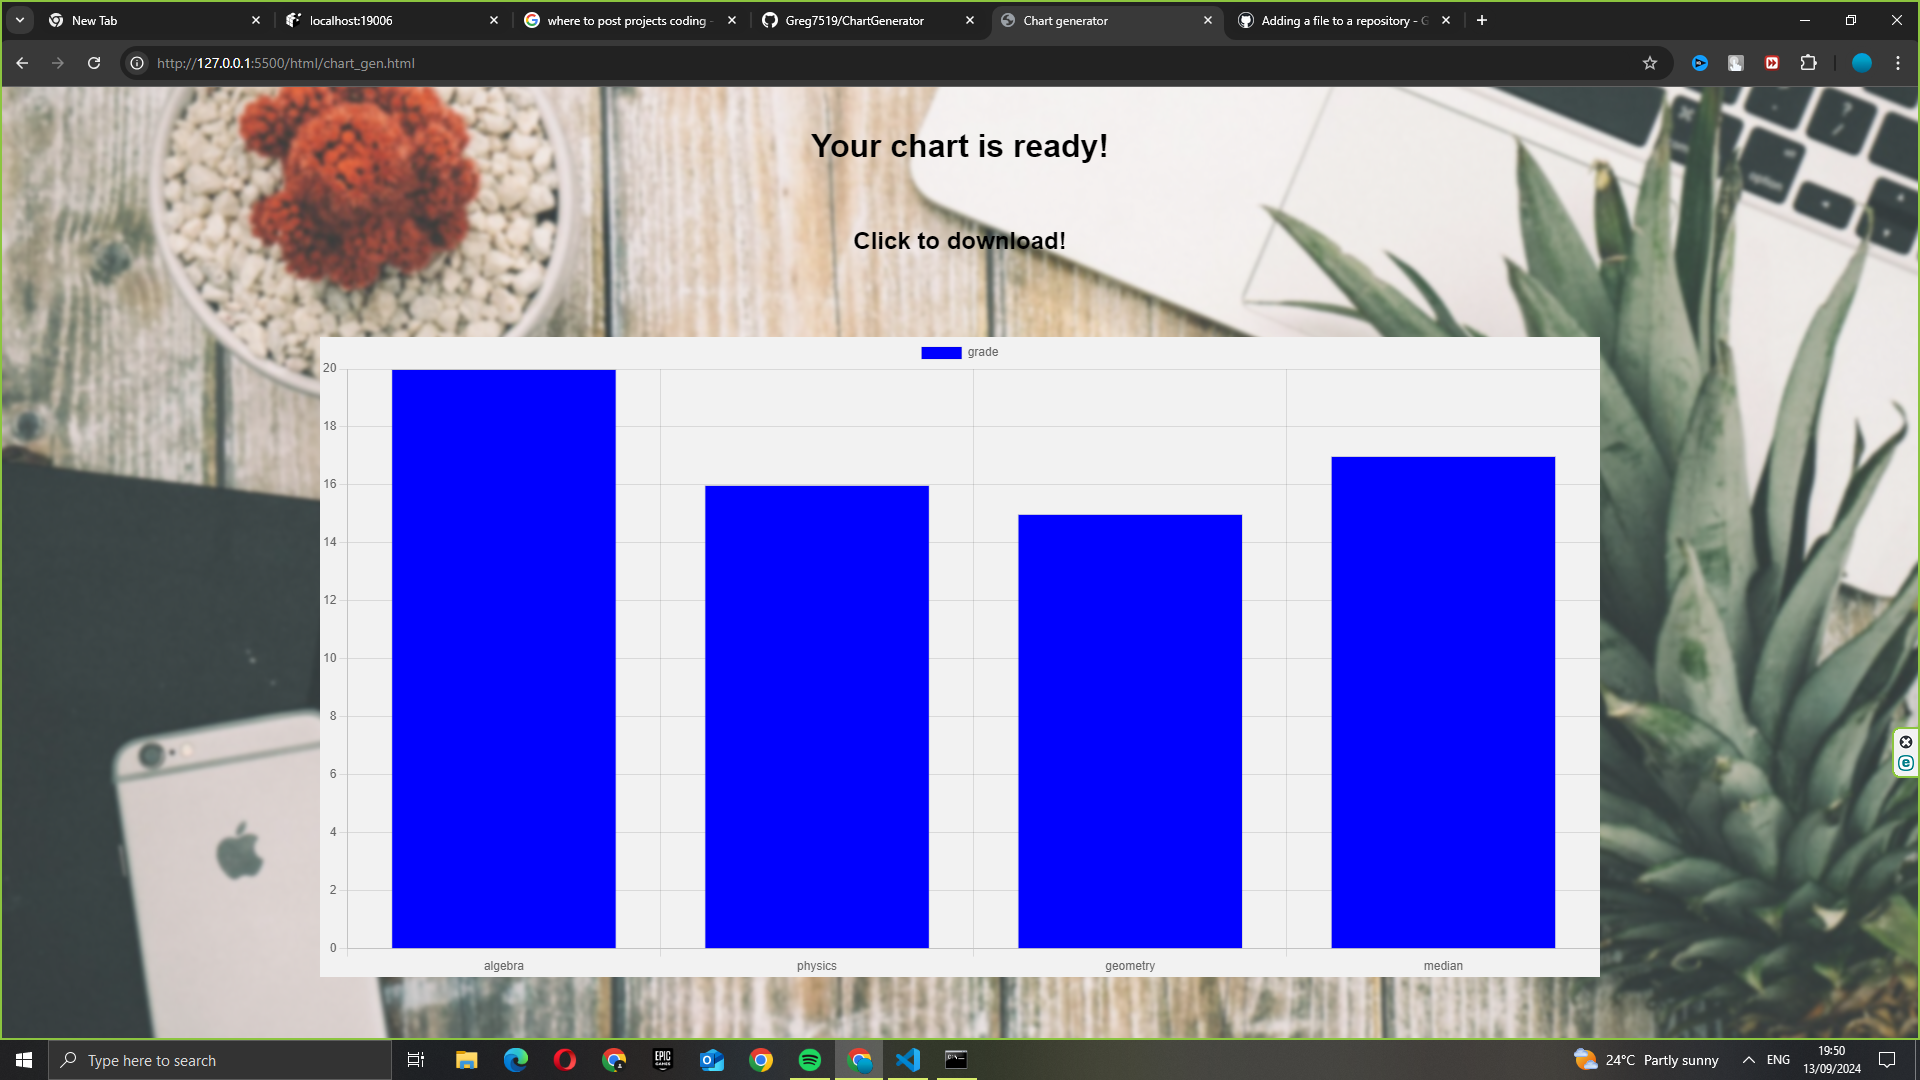 New Tab
localhost:19006
where to post projects coding -
Greg7519/ChartGenerator
Chart generator
Adding a file to a repository - G
http://127.0.0.1:5500/html/chart_gen.html
Your chart is ready!
Click to download!
grade
20
18
16
14
12
10
8
6
4
2
0
algebra
physics
geometry
median
option
Type here to search
EPIC
GAMES
24°C Partly sunny
ENG
19:50
13/09/2024